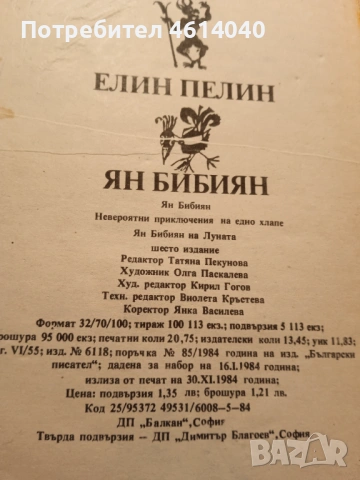 Потребител 4614040
ЕЛИН ПЕЛИН
ЯН БИБИЯН
Ян Бибиян
Невероятни приключения на едно хлапе
Ян Бибиян на Луната
шесто издание
Редактор Татяна Пекунова
Художник Олга Паскалева
Худ. редактор Кирил Гогов
Техн. редактор Виолета Кръстева
Коректор Янка Василева
Формат 32/70/100; тираж 100 113 екз; подвързия 5 113 екз;
брошура 95 000 екз; печатни коли 20,75; издателски коли 13,45; уик 11,83;
г. VI/55; изд. № 6118; поръчка № 85/1984 година на изд. „Български
писател"; дадена за набор на 16.I.1984 година;
излиза от печат на 30.XI.1984 година;
Цена: подвързия 1,35 лв; брошура 1,21 лв.
Код 25/95372 49531/6008-5-84
ДП „Балкан", София
Твърда подвързия — ДП „Димитър Благоев", София
bazar